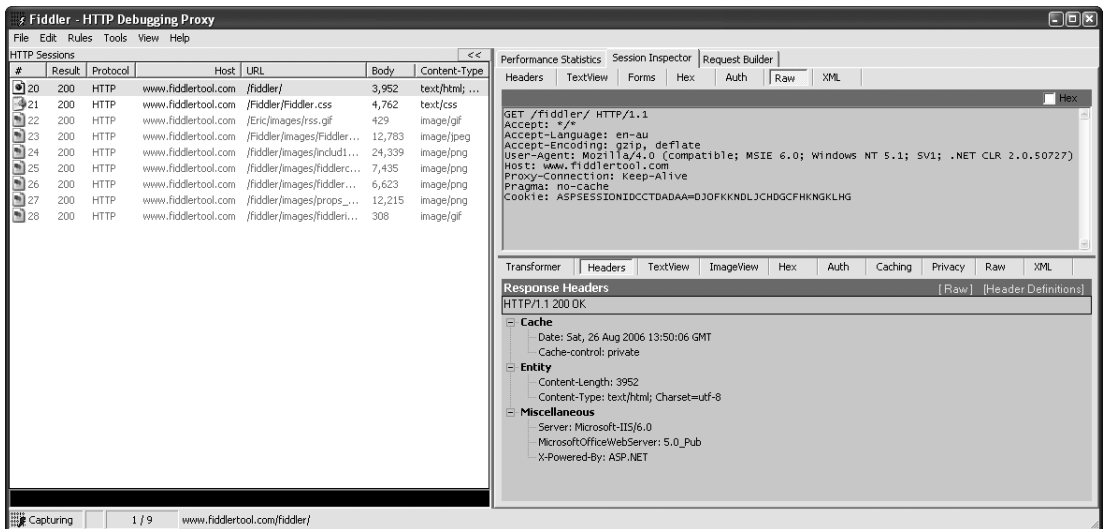 Fiddler - HTTP Debugging Proxy
File Edit Rules Tools View Help
HTTP Sessions <<
# Result Protocol Host URL Body Content-Type
20 200 HTTP www.fiddlertool.com /fiddler/ 3,952 text/html; ...
21 200 HTTP www.fiddlertool.com /Fiddler/Fiddler.css 4,762 text/css
22 200 HTTP www.fiddlertool.com /Eric/images/rss.gif 429 image/gif
23 200 HTTP www.fiddlertool.com /Fiddler/images/Fiddler... 12,783 image/jpeg
24 200 HTTP www.fiddlertool.com /fiddler/images/includ1... 24,339 image/png
25 200 HTTP www.fiddlertool.com /fiddler/images/fiddlerc... 7,435 image/png
26 200 HTTP www.fiddlertool.com /fiddler/images/fiddler... 6,623 image/png
27 200 HTTP www.fiddlertool.com /fiddler/images/props_... 12,215 image/png
28 200 HTTP www.fiddlertool.com /fiddler/images/fiddleri... 308 image/gif
Capturing 1 / 9 www.fiddlertool.com/fiddler/
Performance Statistics Session Inspector Request Builder
Headers TextView Forms Hex Auth Raw XML
Hex
GET /fiddler/ HTTP/1.1
Accept: */*
Accept-Language: en-au
Accept-Encoding: gzip, deflate
User-Agent: Mozilla/4.0 (compatible; MSIE 6.0; Windows NT 5.1; SV1; .NET CLR 2.0.50727)
Host: www.fiddlertool.com
Proxy-Connection: Keep-Alive
Pragma: no-cache
Cookie: ASPSESSIONIDCCTDADAA=DJOFKKNDLJCHDGCFHKNGKLHG
Transformer Headers TextView ImageView Hex Auth Caching Privacy Raw XML
Response Headers [ Raw ] [Header Definitions]
HTTP/1.1 200 OK
Cache
Date: Sat, 26 Aug 2006 13:50:06 GMT
Cache-control: private
Entity
Content-Length: 3952
Content-Type: text/html; Charset=utf-8
Miscellaneous
Server: Microsoft-IIS/6.0
MicrosoftOfficeWebServer: 5.0_Pub
X-Powered-By: ASP.NET